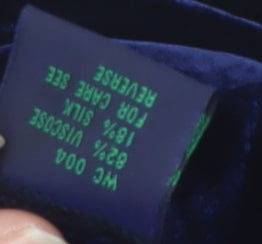 WC 004
82% VISCOSE
18% SILK
FOR CARE SEE
REVERSE